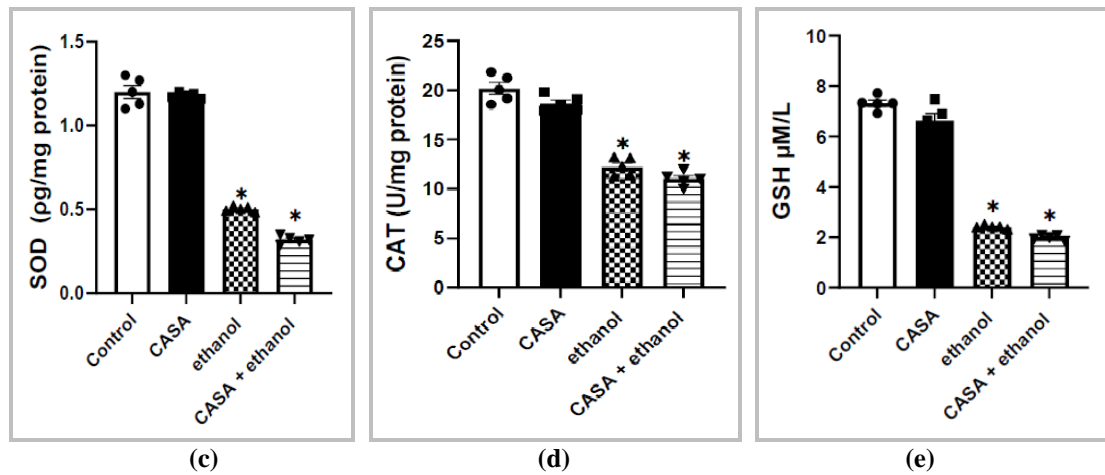 SOD (pg/mg protein)
1.5
1.0
0.5
0.0
*
*
Control
CASA
ethanol
CASA + ethanol
(c)
CAT (U/mg protein)
25
20
15
10
5
0
*
*
Control
CASA
ethanol
CASA + ethanol
(d)
GSH µM/L
10
8
6
4
2
0
*
*
Control
CASA
ethanol
CASA + ethanol
(e)